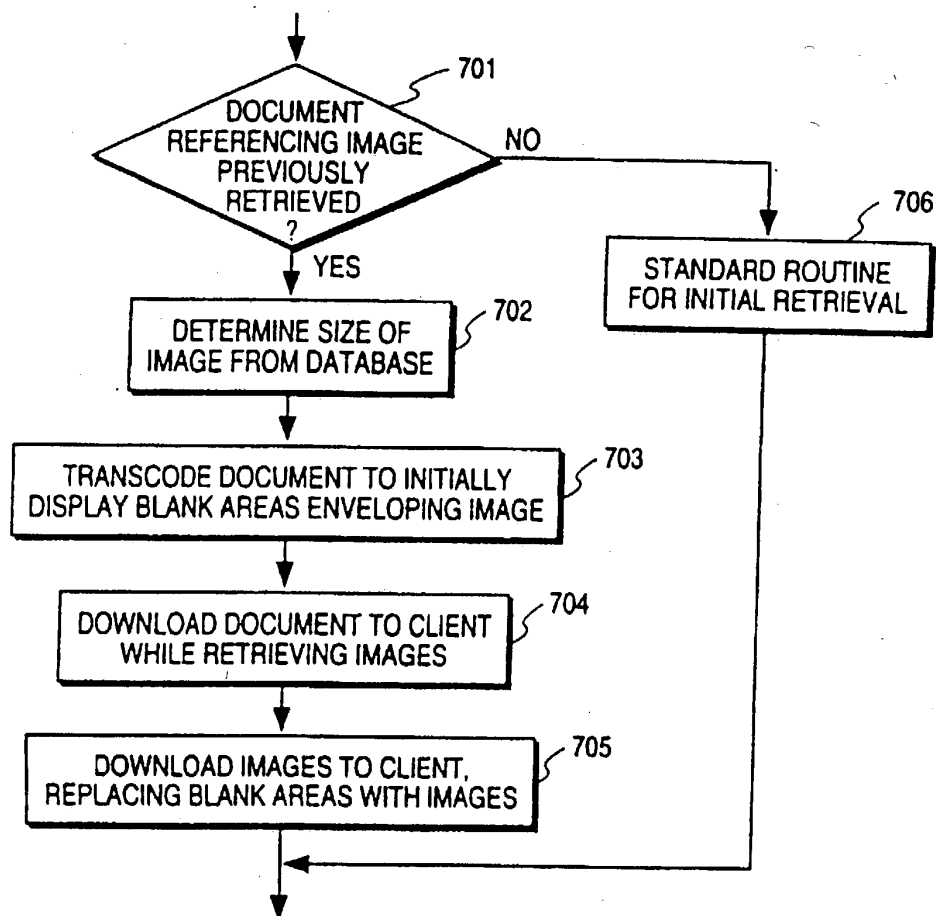 701
DOCUMENT
REFERENCING IMAGE
PREVIOUSLY
RETRIEVED
?
NO
YES
706
STANDARD ROUTINE
FOR INITIAL RETRIEVAL
702
DETERMINE SIZE OF
IMAGE FROM DATABASE
703
TRANSCODE DOCUMENT TO INITIALLY
DISPLAY BLANK AREAS ENVELOPING IMAGE
704
DOWNLOAD DOCUMENT TO CLIENT
WHILE RETRIEVING IMAGES
705
DOWNLOAD IMAGES TO CLIENT,
REPLACING BLANK AREAS WITH IMAGES